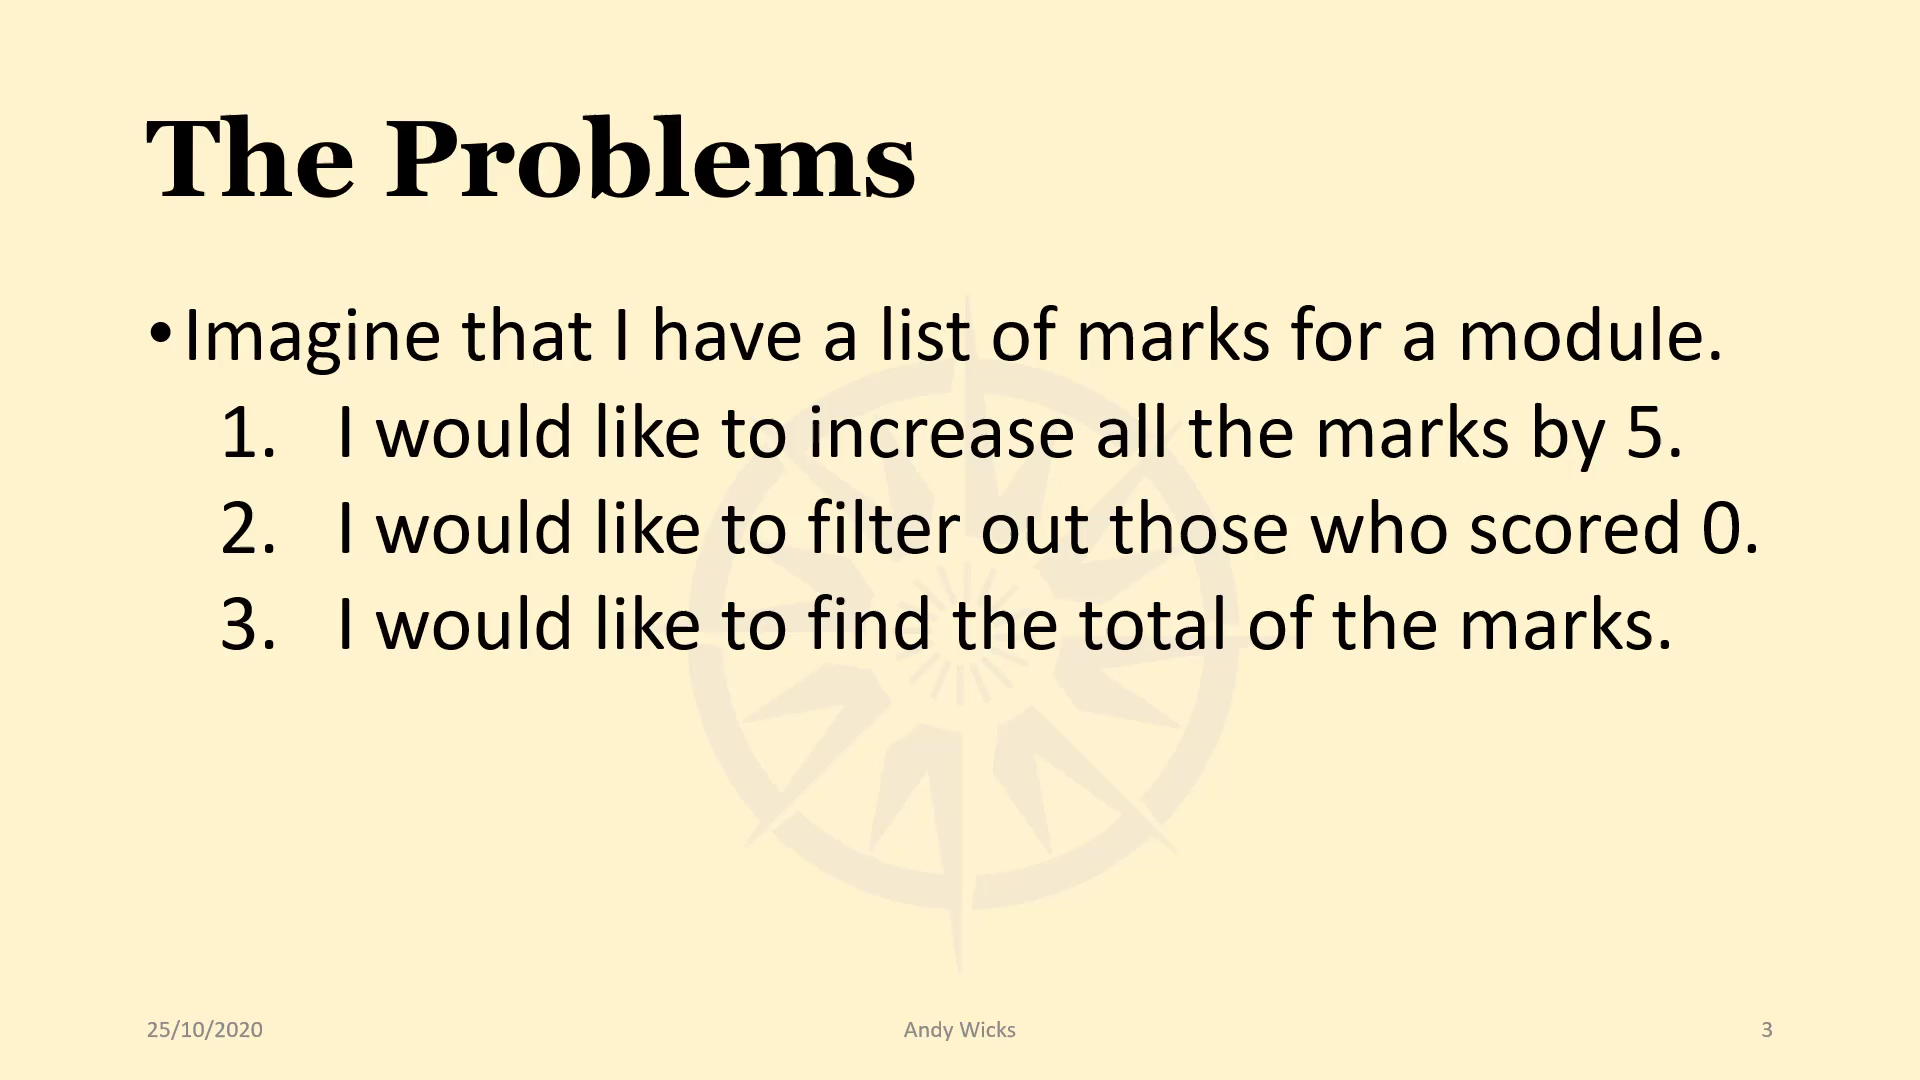 The Problems
•Imagine that I have a list of marks for a module.
1. I would like to increase all the marks by 5.
2. I would like to filter out those who scored 0.
3. I would like to find the total of the marks.
25/10/2020 Andy Wicks 3